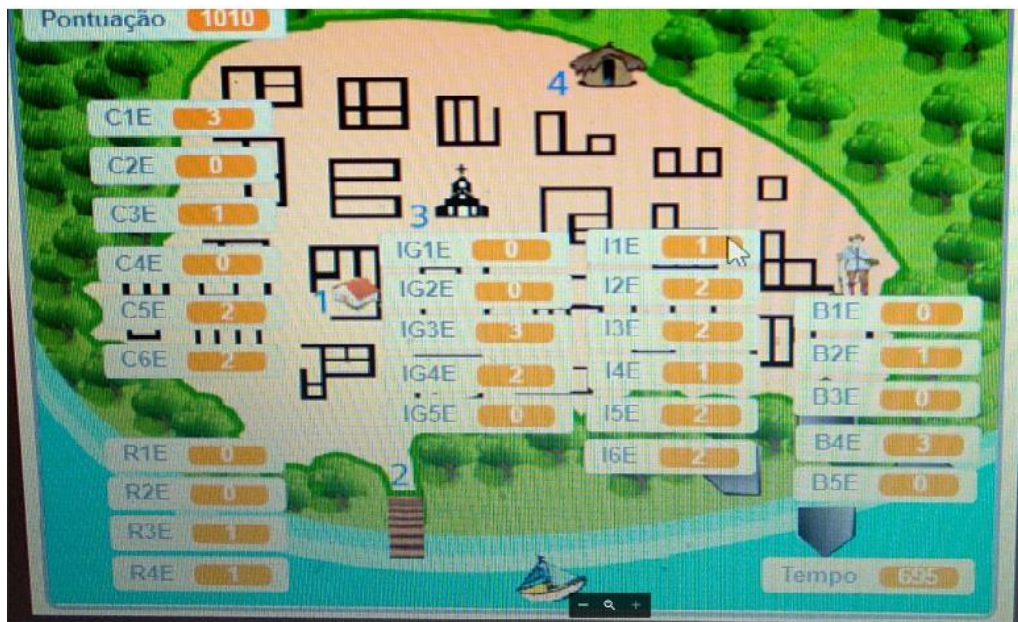 Pontuação 1010
C1E 3
C2E 0
C3E 1
C4E 0
C5E 2
C6E 2
R1E 0
R2E 0
R3E 1
R4E 1
1
2
3
4
IG1E 0
IG2E 0
IG3E 3
IG4E 2
IG5E 0
I1E 1
I2E 2
I3E 2
I4E 1
I5E 2
I6E 2
B1E 0
B2E 1
B3E 0
B4E 3
B5E 0
Tempo 695